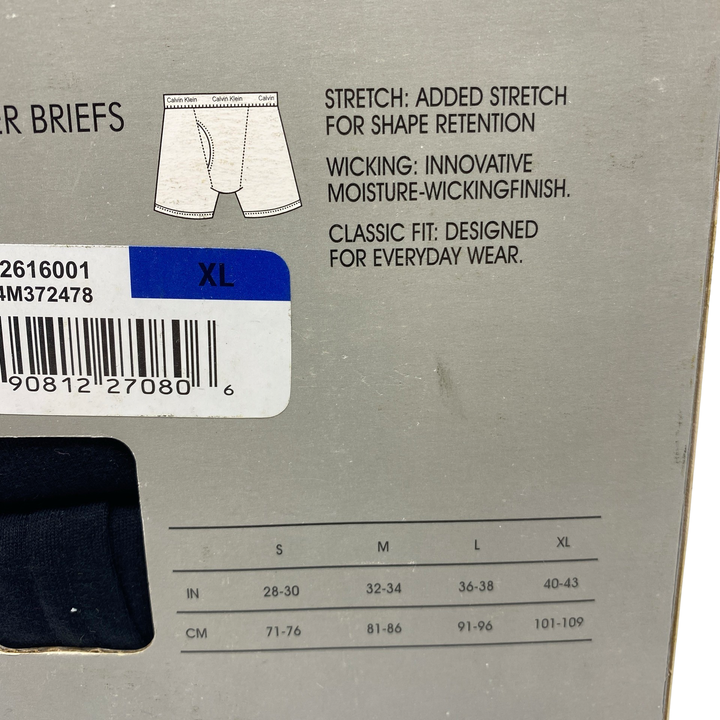 ER BRIEFS
Calvin Klein Calvin Klein Calvin
STRETCH: ADDED STRETCH
FOR SHAPE RETENTION
WICKING: INNOVATIVE
MOISTURE-WICKINGFINISH.
CLASSIC FIT: DESIGNED
FOR EVERYDAY WEAR.
2616001
4M372478
XL
90812 27080 6
S M L XL
IN 28-30 32-34 36-38 40-43
CM 71-76 81-86 91-96 101-109